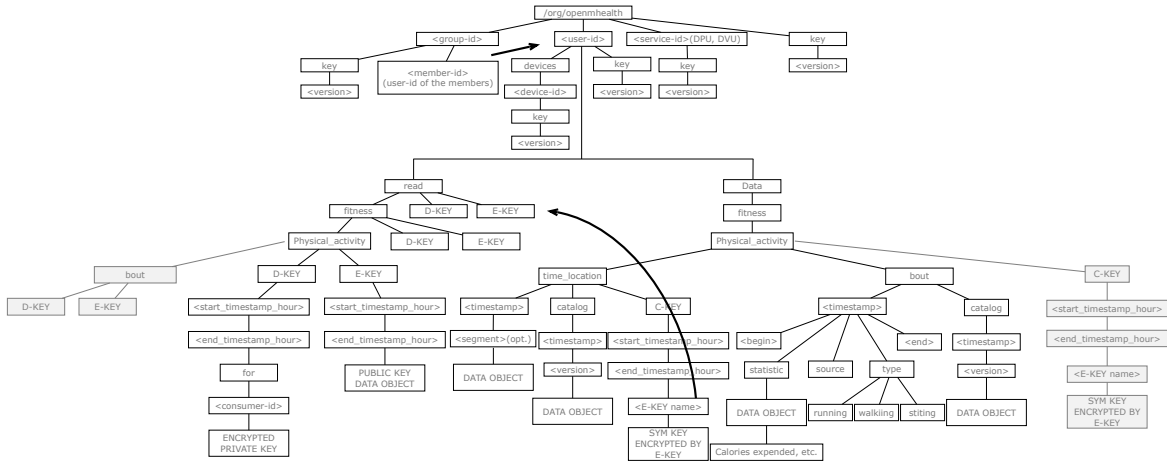 /org/openmhealth
<group-id>
<user-id>
<service-id>(DPU, DVU)
key
key
<member-id>
(user-id of the members)
devices
key
key
<version>
<version>
<device-id>
<version>
<version>
key
<version>
read
Data
fitness
D-KEY
E-KEY
fitness
Physical_activity
D-KEY
E-KEY
Physical_activity
bout
D-KEY
E-KEY
time_location
bout
C-KEY
D-KEY
E-KEY
<start_timestamp_hour>
<start_timestamp_hour>
<timestamp>
catalog
C-KEY
<timestamp>
catalog
<start_timestamp_hour>
<end_timestamp_hour>
<end_timestamp_hour>
<segment>(opt.)
<timestamp>
<start_timestamp_hour>
<begin>
<end>
<timestamp>
<end_timestamp_hour>
for
PUBLIC KEY
DATA OBJECT
DATA OBJECT
<version>
<end_timestamp_hour>
statistic
source
type
<version>
<E-KEY name>
<consumer-id>
DATA OBJECT
<E-KEY name>
DATA OBJECT
running
walkiing
stiting
DATA OBJECT
SYM KEY
ENCRYPTED BY
E-KEY
ENCRYPTED
PRIVATE KEY
SYM KEY
ENCRYPTED BY
E-KEY
Calories expended, etc.